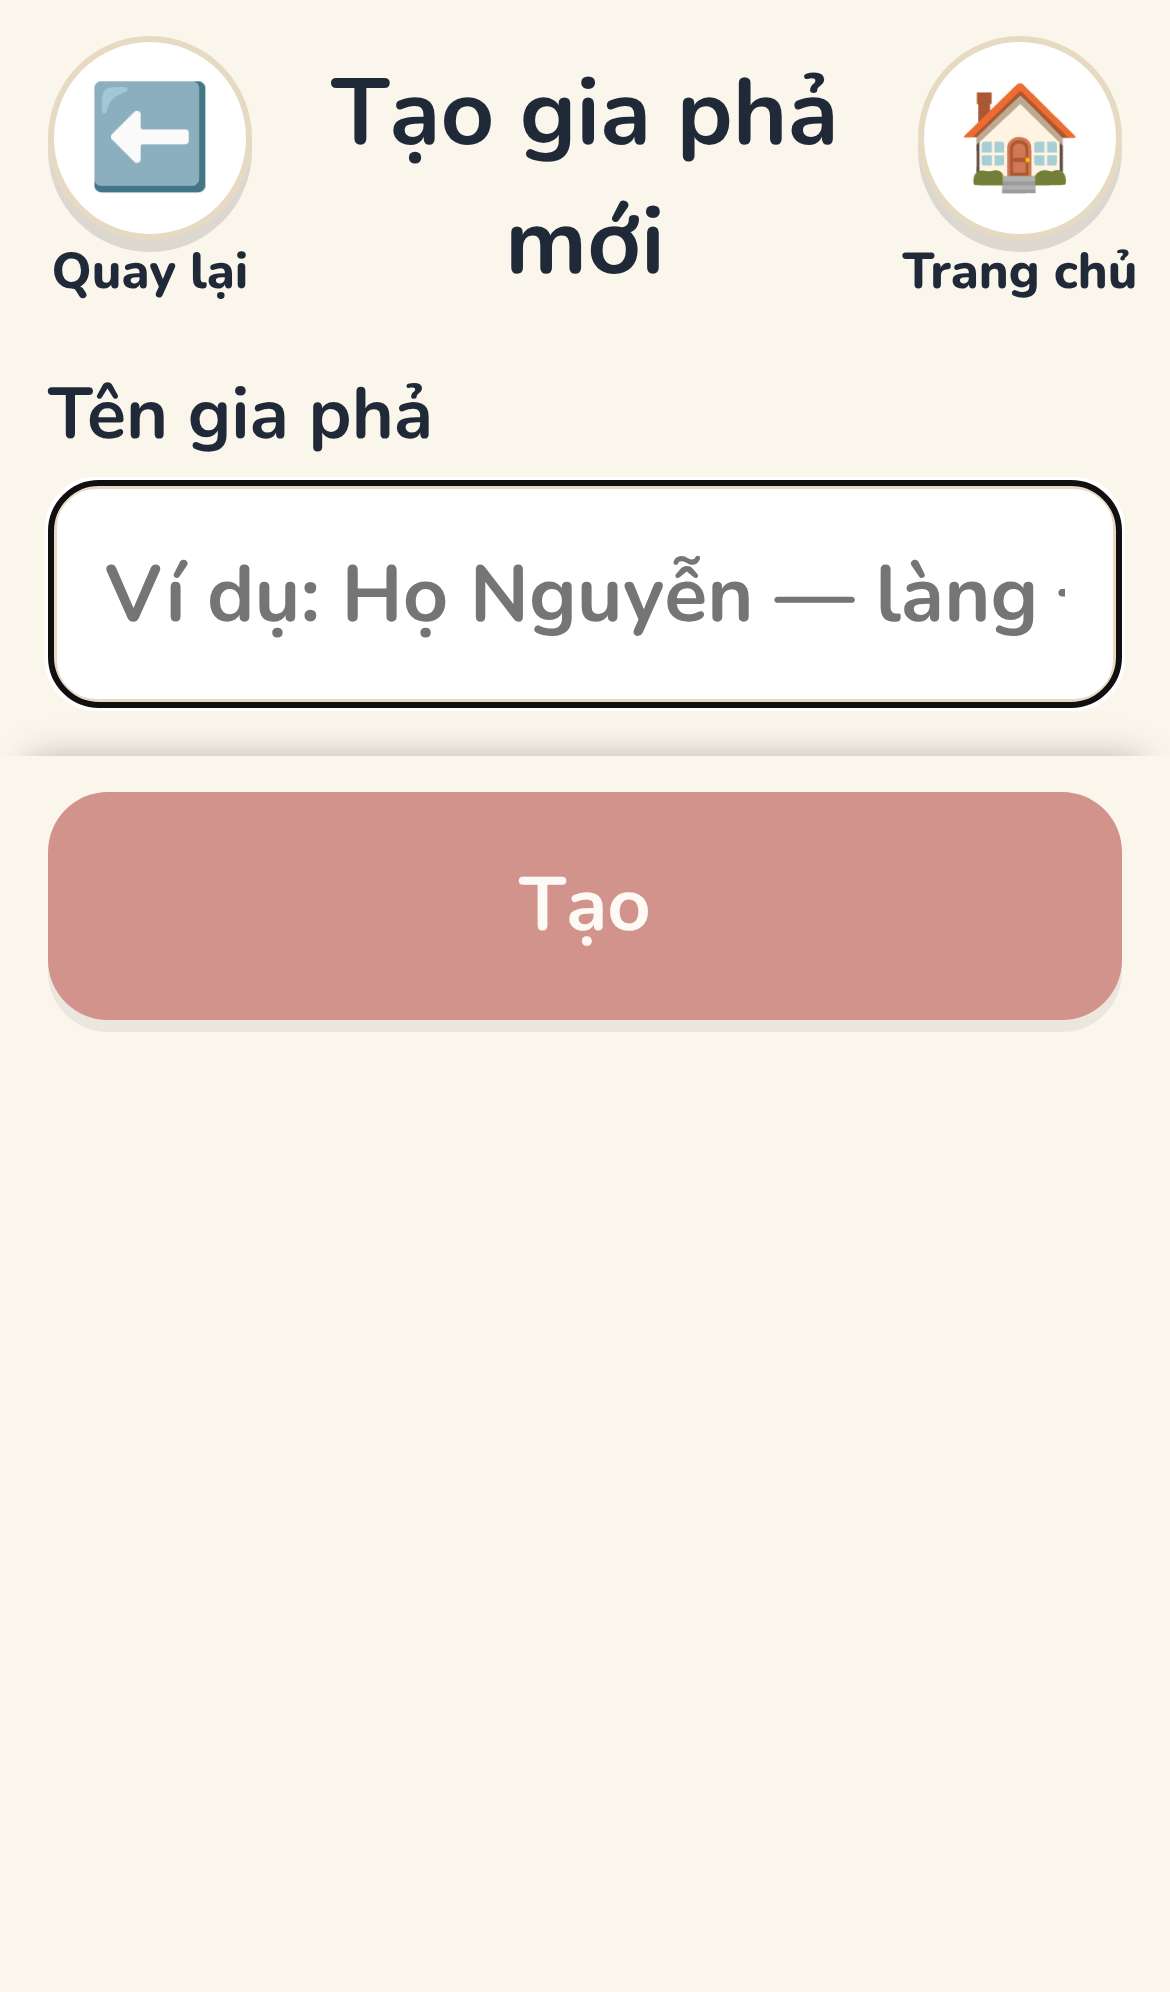 Tạo gia phả
mới
Quay lại
Trang chủ
Tên gia phả
Ví dụ: Họ Nguyễn — làng
Tạo